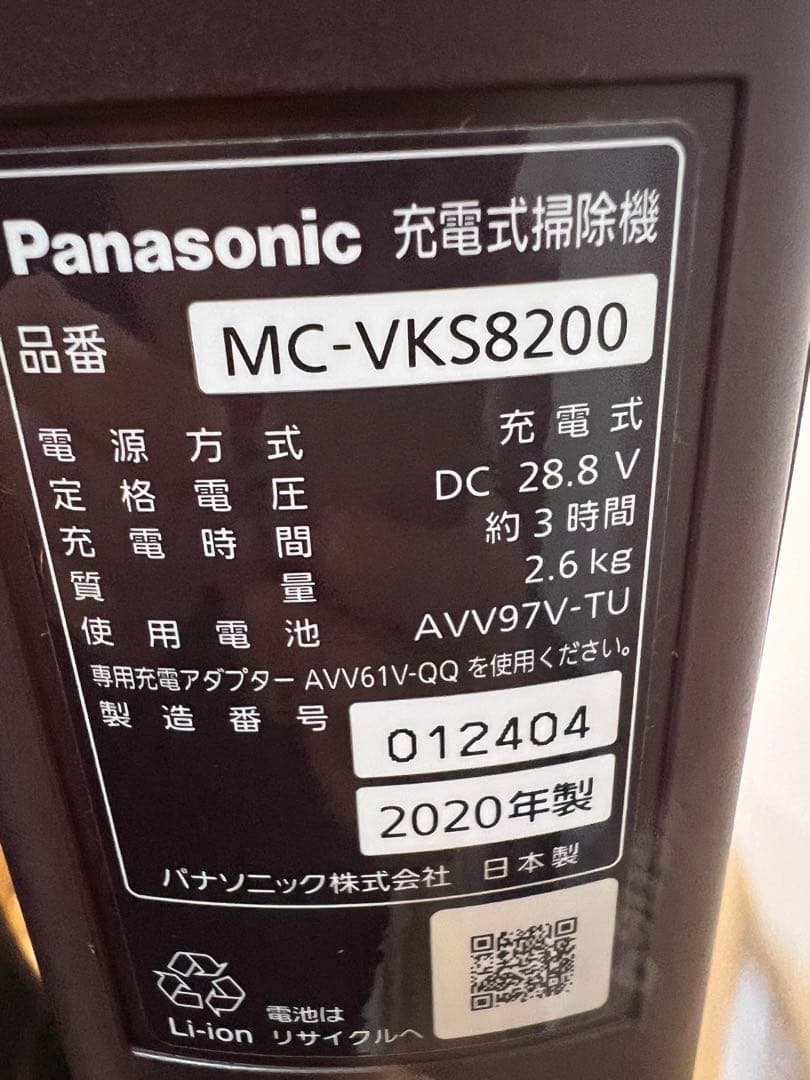 Panasonic 充電式掃除機
品番 MC-VKS8200
電源方式 充電式
定格電圧 DC 28.8 V
充電時間 約3時間
質量 2.6 kg
使用電池 AVV97V-TU
専用充電アダプター AVV61V-QQ を使用ください。
製造番号 012404
2020年製
パナソニック株式会社 日本製
電池は
Li-ion リサイクルへ